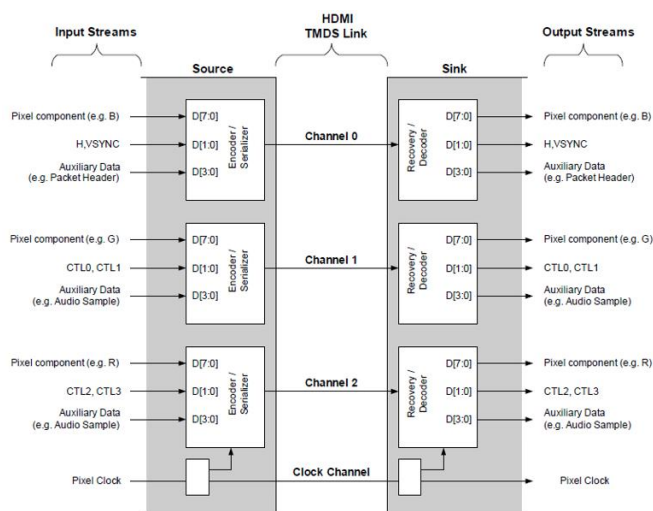 HDMI
TMDS Link
Input Streams
Output Streams
Source
Sink
Pixel component (e.g. B)
D[7:0]
H,VSYNC
D[1:0]
Auxiliary Data
(e.g. Packet Header)
D[3:0]
Encoder /
Serializer
Channel 0
Recovery /
Decoder
D[7:0]
Pixel component (e.g. B)
D[1:0]
H,VSYNC
D[3:0]
Auxiliary Data
(e.g. Packet Header)
Pixel component (e.g. G)
D[7:0]
CTL0, CTL1
D[1:0]
Auxiliary Data
(e.g. Audio Sample)
D[3:0]
Encoder /
Serializer
Channel 1
Recovery /
Decoder
D[7:0]
Pixel component (e.g. G)
D[1:0]
CTL0, CTL1
D[3:0]
Auxiliary Data
(e.g. Audio Sample)
Pixel component (e.g. R)
D[7:0]
CTL2, CTL3
D[1:0]
Auxiliary Data
(e.g. Audio Sample)
D[3:0]
Encoder /
Serializer
Channel 2
Recovery /
Decoder
D[7:0]
Pixel component (e.g. R)
D[1:0]
CTL2, CTL3
D[3:0]
Auxiliary Data
(e.g. Audio Sample)
Pixel Clock
Clock Channel
Pixel Clock